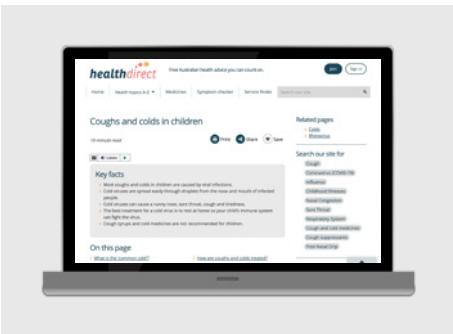 healthdirect
Free Australian health advice you can count on.
Join
Sign in
Home
Health topics A-Z
Medicines
Symptom checker
Service finder
Search our site
Coughs and colds in children
10-minute read
Print
Share
Save
Listen
Key facts
Most coughs and colds in children are caused by viral infections.
Cold viruses are spread easily through droplets from the nose and mouth of infected
people.
Cold viruses can cause a runny nose, sore throat, cough and tiredness.
The best treatment for a cold virus is to rest at home so your child's immune system
can fight the virus.
Cough syrups and cold medicines are not recommended for children.
On this page
What is the 'common cold'?
How are coughs and colds treated?
Related pages
Colds
Rhinovirus
Search our site for
Cough
Coronavirus (COVID-19)
Influenza
Childhood Illnesses
Nasal Congestion
Sore Throat
Respiratory System
Cough and cold medicines
Cough suppressants
Post-Nasal Drip